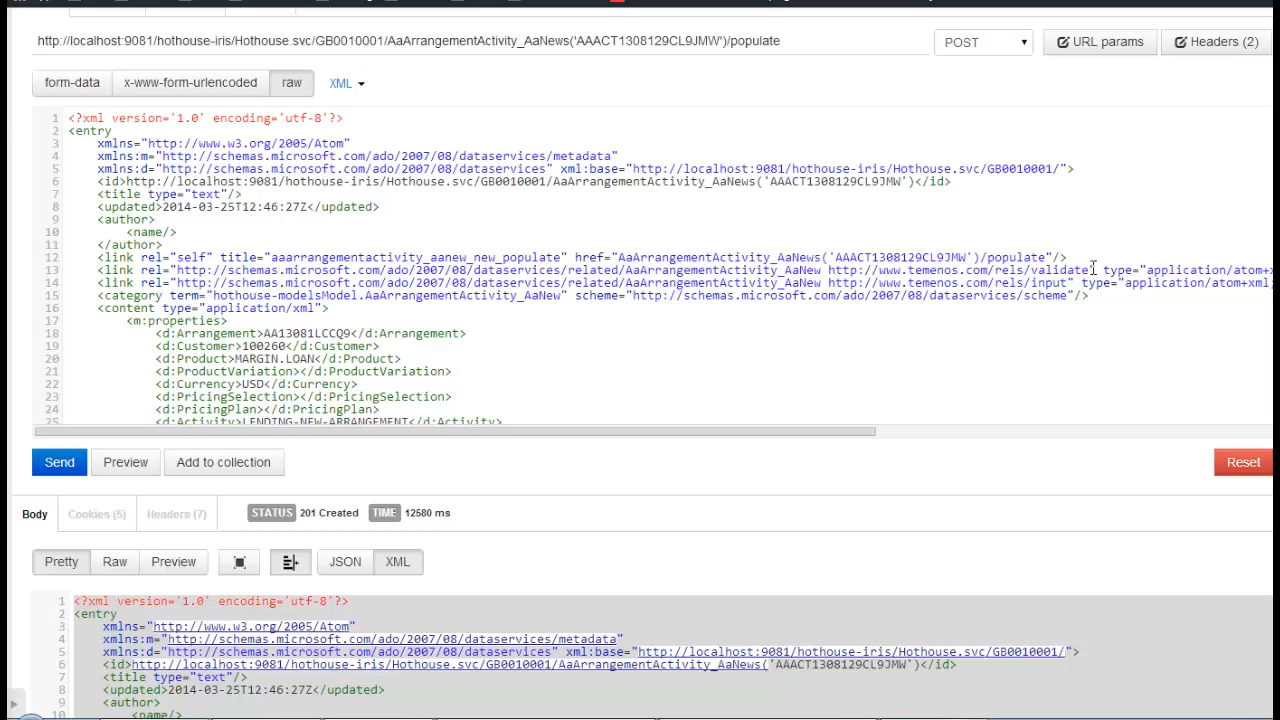 http://localhost:9081/hothouse-iris/Hothouse.svc/GB0010001/AaArrangementActivity_AaNews('AAACT1308129CL9JMW')/populate POST URL params Headers (2)
form-data x-www-form-urlencoded raw XML
1 <?xml version='1.0' encoding='utf-8'?>
2 <entry
3 xmlns="http://www.w3.org/2005/Atom"
4 xmlns:m="http://schemas.microsoft.com/ado/2007/08/dataservices/metadata"
5 xmlns:d="http://schemas.microsoft.com/ado/2007/08/dataservices" xml:base="http://localhost:9081/hothouse-iris/Hothouse.svc/GB0010001/">
6 <id>http://localhost:9081/hothouse-iris/Hothouse.svc/GB0010001/AaArrangementActivity_AaNews('AAACT1308129CL9JMW')</id>
7 <title type="text"/>
8 <updated>2014-03-25T12:46:27Z</updated>
9 <author>
10 <name/>
11 </author>
12 <link rel="self" title="aaarrangementactivity_aanew_new_populate" href="AaArrangementActivity_AaNews('AAACT1308129CL9JMW')/populate"/>
13 <link rel="http://schemas.microsoft.com/ado/2007/08/dataservices/related/AaArrangementActivity_AaNew http://www.temenos.com/rels/validate" type="application/atom+x
14 <link rel="http://schemas.microsoft.com/ado/2007/08/dataservices/related/AaArrangementActivity_AaNew http://www.temenos.com/rels/input" type="application/atom+xml;
15 <category term="hothouse-modelsModel.AaArrangementActivity_AaNew" scheme="http://schemas.microsoft.com/ado/2007/08/dataservices/scheme"/>
16 <content type="application/xml">
17 <m:properties>
18 <d:Arrangement>AA13081LCCQ9</d:Arrangement>
19 <d:Customer>100260</d:Customer>
20 <d:Product>MARGIN.LOAN</d:Product>
21 <d:ProductVariation></d:ProductVariation>
22 <d:Currency>USD</d:Currency>
23 <d:PricingSelection></d:PricingSelection>
24 <d:PricingPlan></d:PricingPlan>
25 <d:Activity>LENDING-NEW-ARRANGEMENT</d:Activity>
Send Preview Add to collection Reset
Body Cookies (5) Headers (7) STATUS 201 Created TIME 12580 ms
Pretty Raw Preview JSON XML
1 <?xml version='1.0' encoding='utf-8'?>
2 <entry
3 xmlns="http://www.w3.org/2005/Atom"
4 xmlns:m="http://schemas.microsoft.com/ado/2007/08/dataservices/metadata"
5 xmlns:d="http://schemas.microsoft.com/ado/2007/08/dataservices" xml:base="http://localhost:9081/hothouse-iris/Hothouse.svc/GB0010001/">
6 <id>http://localhost:9081/hothouse-iris/Hothouse.svc/GB0010001/AaArrangementActivity_AaNews('AAACT1308129CL9JMW')</id>
7 <title type="text"/>
8 <updated>2014-03-25T12:46:27Z</updated>
9 <author>
10 <name/>